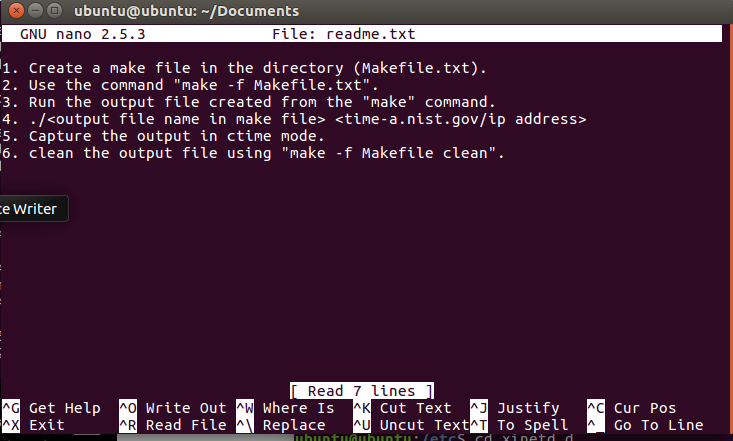 ubuntu@ubuntu: ~/Documents
GNU nano 2.5.3 File: readme.txt
1. Create a make file in the directory (Makefile.txt).
2. Use the command "make -f Makefile.txt".
3. Run the output file created from the "make" command.
4. ./<output file name in make file> <time-a.nist.gov/ip address>
5. Capture the output in ctime mode.
6. clean the output file using "make -f Makefile clean".
Writer
[ Read 7 lines ]
^G Get Help ^O Write Out ^W Where Is ^K Cut Text ^J Justify ^C Cur Pos
^X Exit ^R Read File ^\ Replace ^U Uncut Text ^T To Spell ^_ Go To Line
ubuntu@ubuntu:/etc$ cd xinetd.d